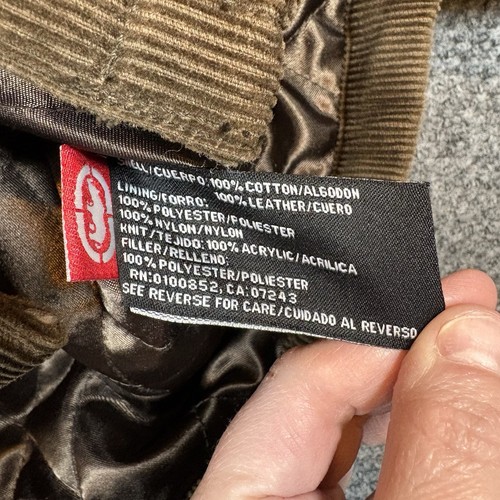 SHELL/CUERPO:100% COTTON/ALGODON
100% LEATHER/CUERO
LINING/FORRO:
100% POLYESTER/POLIESTER
100% NYLON/NYLON
KNIT/TEJIDO: 100% ACRYLIC/ACRILICA
FILLER/RELLENO:
100% POLYESTER/POLIESTER
RN:0100852, CA:07243
SEE REVERSE FOR CARE/CUIDADO AL REVERSO